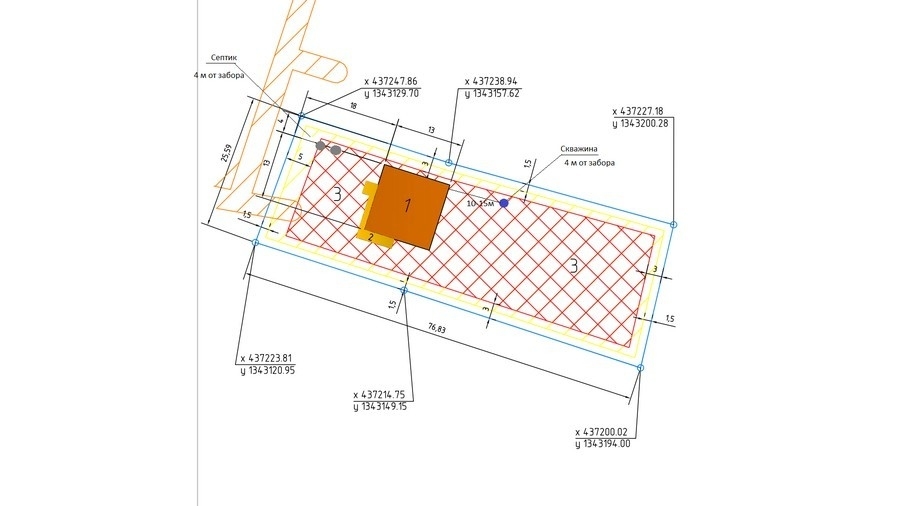 Септик
4 м от забора
x 437247.86
y 1343129.70
x 437238.94
y 1343157.62
x 437227.18
y 1343200.28
18
13
4
25,59
13
5
3
1,5
Скважина
4 м от забора
3
1
10-15м
1,5
2
3
3
1,5
1,5
3
76,83
x 437223.81
y 1343120.95
x 437214.75
y 1343149.15
x 437200.02
y 1343194.00